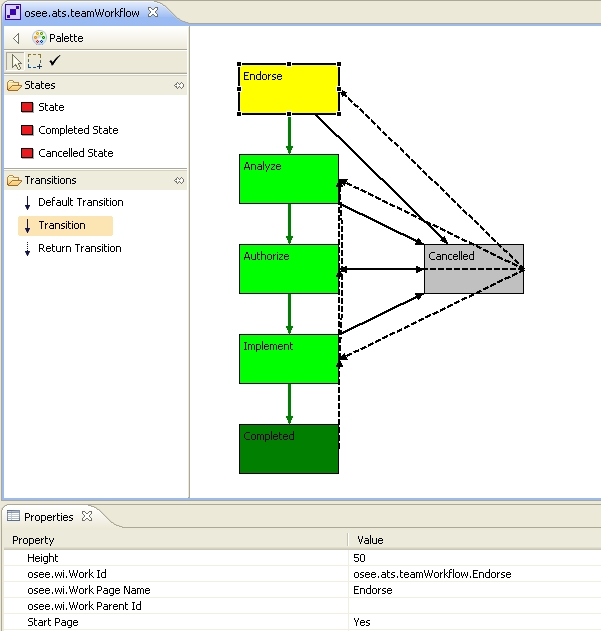 osee.ats.teamWorkflow
Palette
States
State
Completed State
Cancelled State
Transitions
Default Transition
Transition
Return Transition
Endorse
Analyze
Authorize
Cancelled
Implement
Completed
Properties
Property Value
Height 50
osee.wi.Work Id osee.ats.teamWorkflow.Endorse
osee.wi.Work Page Name Endorse
osee.wi.Work Parent Id
Start Page Yes